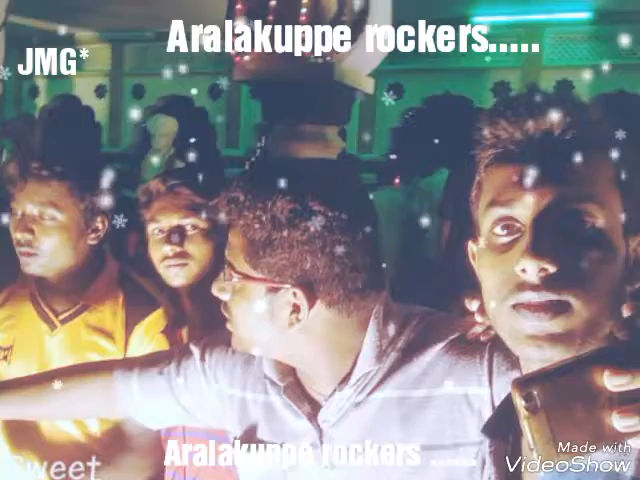 Aralakuppe rockers.....
JMG*
Aralakuppe rockers ......
Sweet
Made with
VideoShow